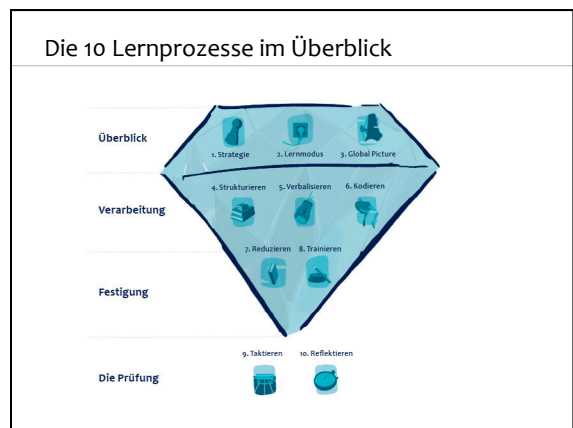 Die 10 Lernprozesse im Überblick
Überblick
1. Strategie 2. Lernmodus 3. Global Picture
4. Strukturieren 5. Verbalisieren 6. Kodieren
Verarbeitung
7. Reduzieren 8. Trainieren
Festigung
9. Taktieren 10. Reflektieren
Die Prüfung